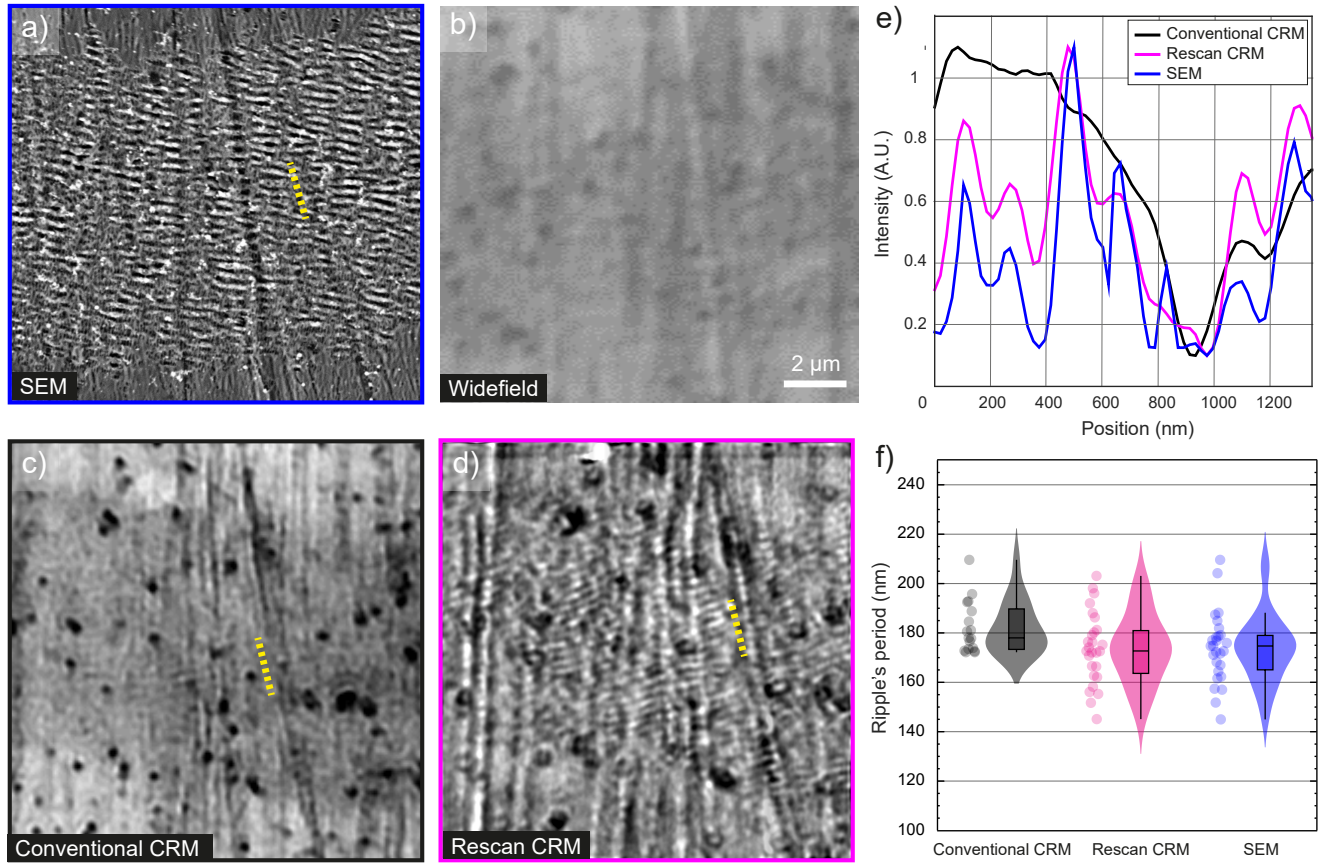 a)
SEM
b)
2 μm
Widefield
e)
Conventional CRM
Rescan CRM
SEM
Intensity (A.U.)
1
0.8
0.6
0.4
0.2
0
200
400
600
800
1000
1200
Position (nm)
c)
Conventional CRM
d)
Rescan CRM
f)
Ripple's period (nm)
240
220
200
180
160
140
120
100
Conventional CRM
Rescan CRM
SEM